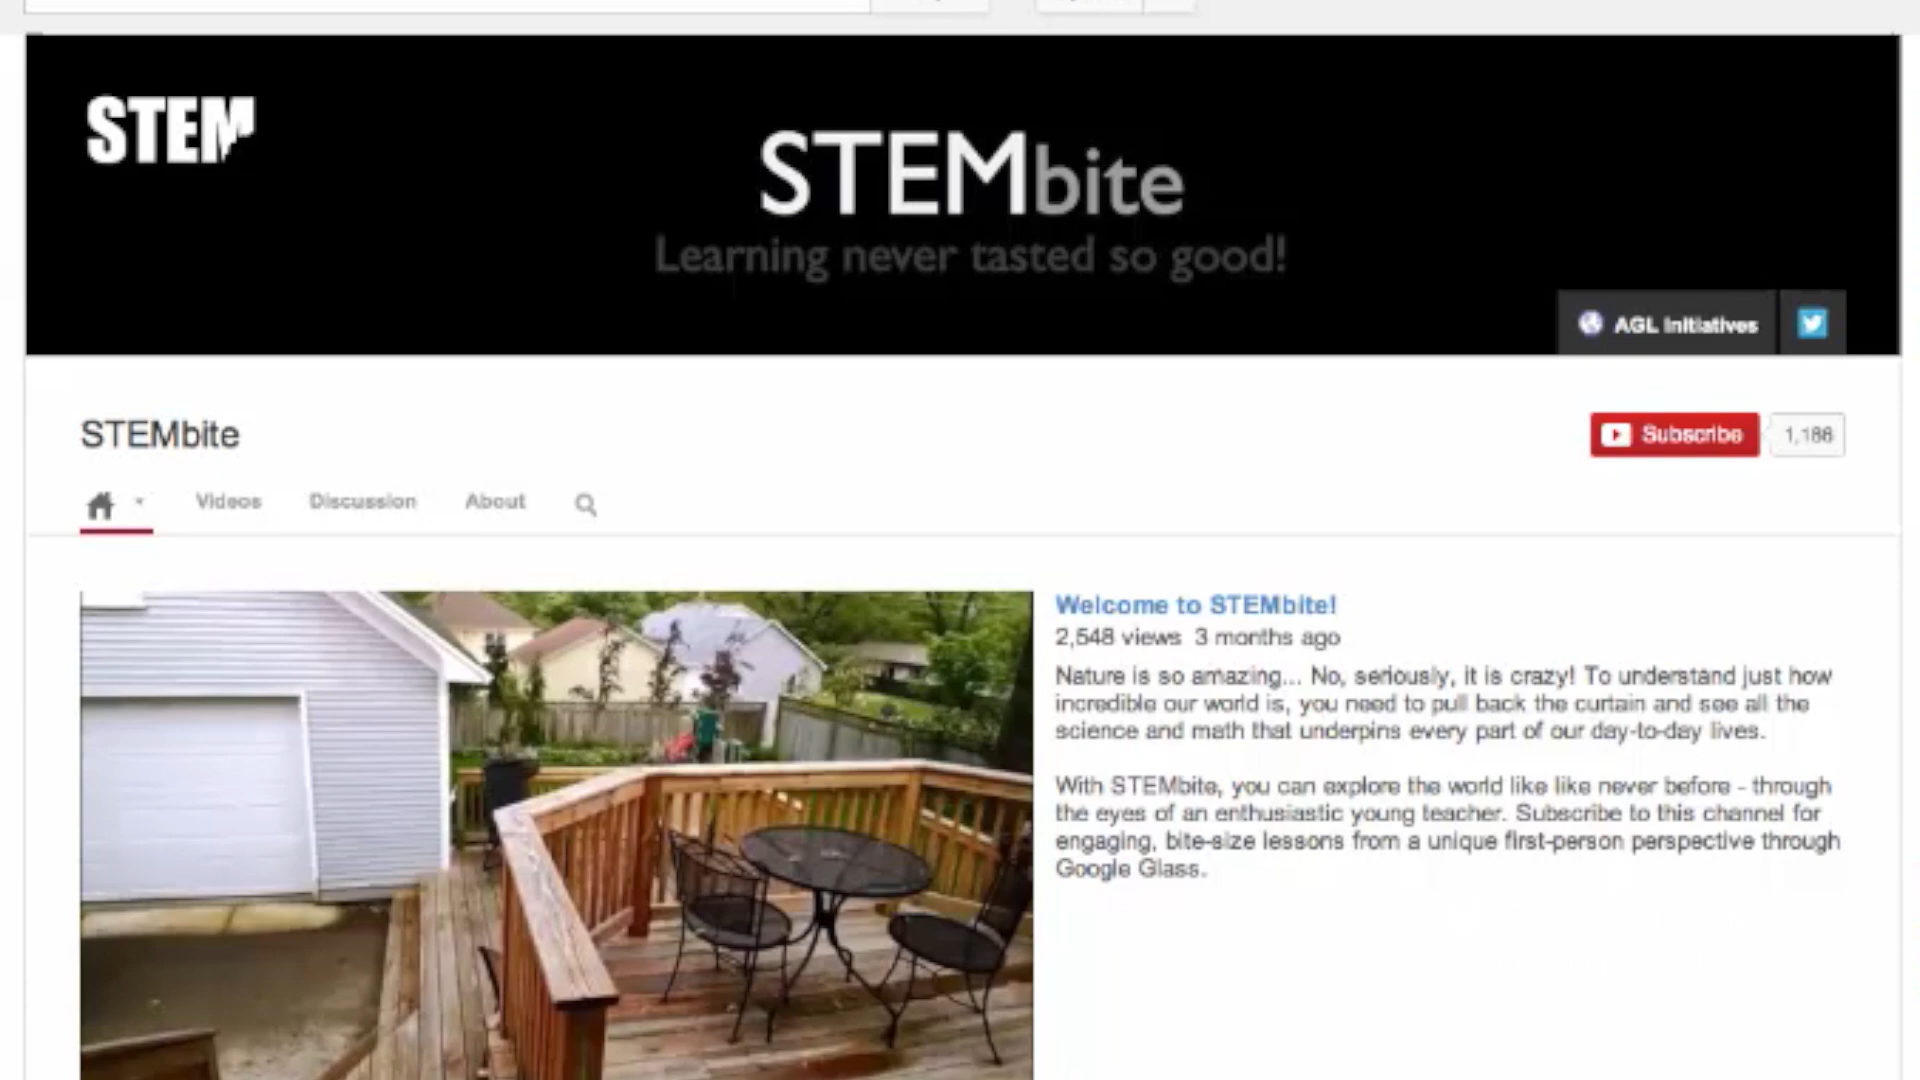 STEM
STEMbite
Learning never tasted so good!
AGL Initiatives
STEMbite
Subscribe 1,186
Videos Discussion About
Welcome to STEMbite!
2,548 views 3 months ago
Nature is so amazing... No, seriously, it is crazy! To understand just how
incredible our world is, you need to pull back the curtain and see all the
science and math that underpins every part of our day-to-day lives.
With STEMbite, you can explore the world like like never before - through
the eyes of an enthusiastic young teacher. Subscribe to this channel for
engaging, bite-size lessons from a unique first-person perspective through
Google Glass.